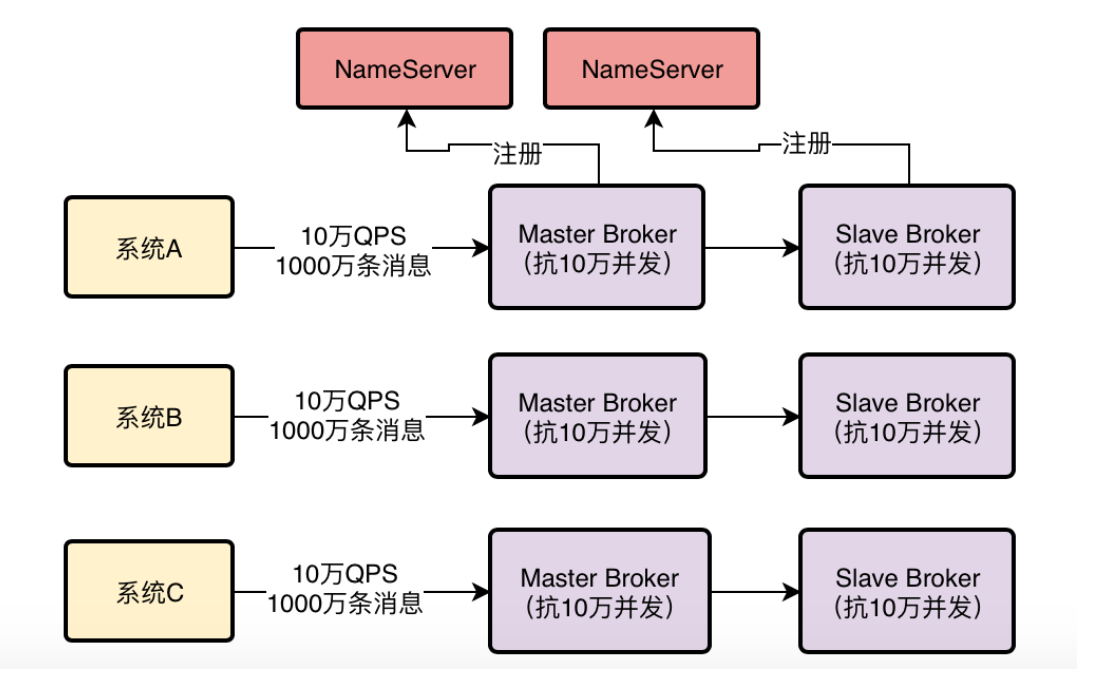 NameServer
NameServer
注册
注册
系统A
10万QPS
1000万条消息
Master Broker
(抗10万并发)
Slave Broker
(抗10万并发)
系统B
10万QPS
1000万条消息
Master Broker
(抗10万并发)
Slave Broker
(抗10万并发)
系统C
10万QPS
1000万条消息
Master Broker
(抗10万并发)
Slave Broker
(抗10万并发)